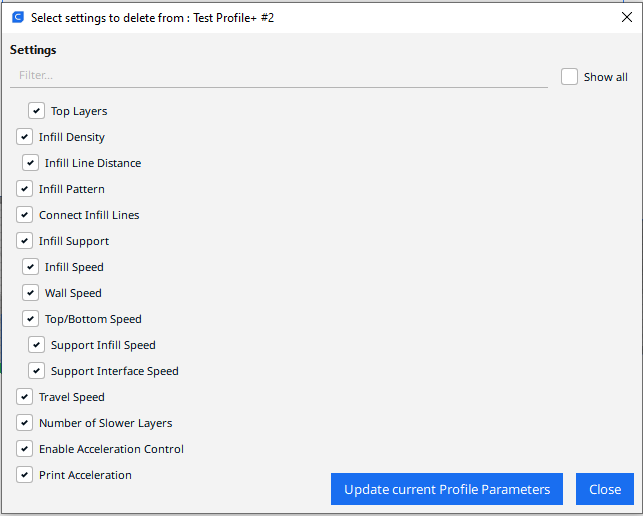 Select settings to delete from : Test Profile+ #2
Settings
Filter...
Show all
Top Layers
Infill Density
Infill Line Distance
Infill Pattern
Connect Infill Lines
Infill Support
Infill Speed
Wall Speed
Top/Bottom Speed
Support Infill Speed
Support Interface Speed
Travel Speed
Number of Slower Layers
Enable Acceleration Control
Print Acceleration
Update current Profile Parameters
Close